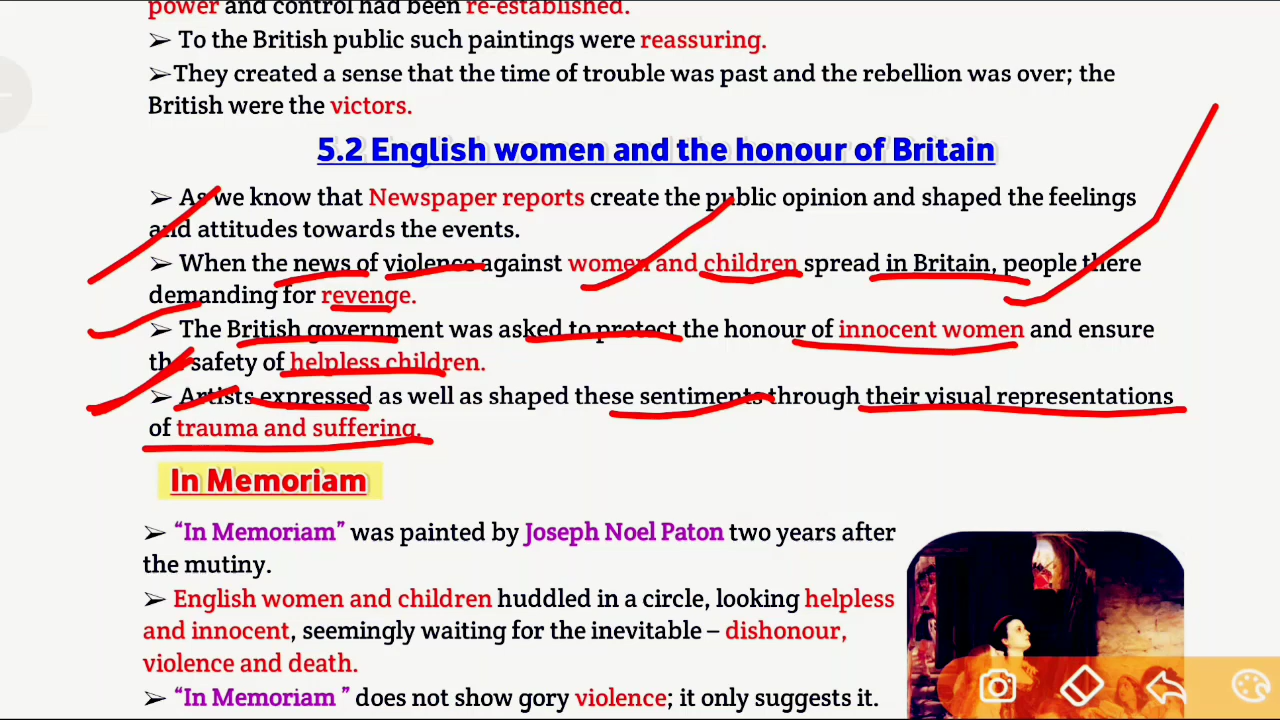 power and control had been re-established.
➢ To the British public such paintings were reassuring.
➢They created a sense that the time of trouble was past and the rebellion was over; the
British were the victors.
5.2 English women and the honour of Britain
➢ As we know that Newspaper reports create the public opinion and shaped the feelings
and attitudes towards the events.
➢ When the news of violence against women and children spread in Britain, people there
demanding for revenge.
➢ The British government was asked to protect the honour of innocent women and ensure
the safety of helpless children.
➢ Artists expressed as well as shaped these sentiments through their visual representations
of trauma and suffering.
In Memoriam
➢ “In Memoriam” was painted by Joseph Noel Paton two years after
the mutiny.
➢ English women and children huddled in a circle, looking helpless
and innocent, seemingly waiting for the inevitable – dishonour,
violence and death.
➢ “In Memoriam ” does not show gory violence; it only suggests it.